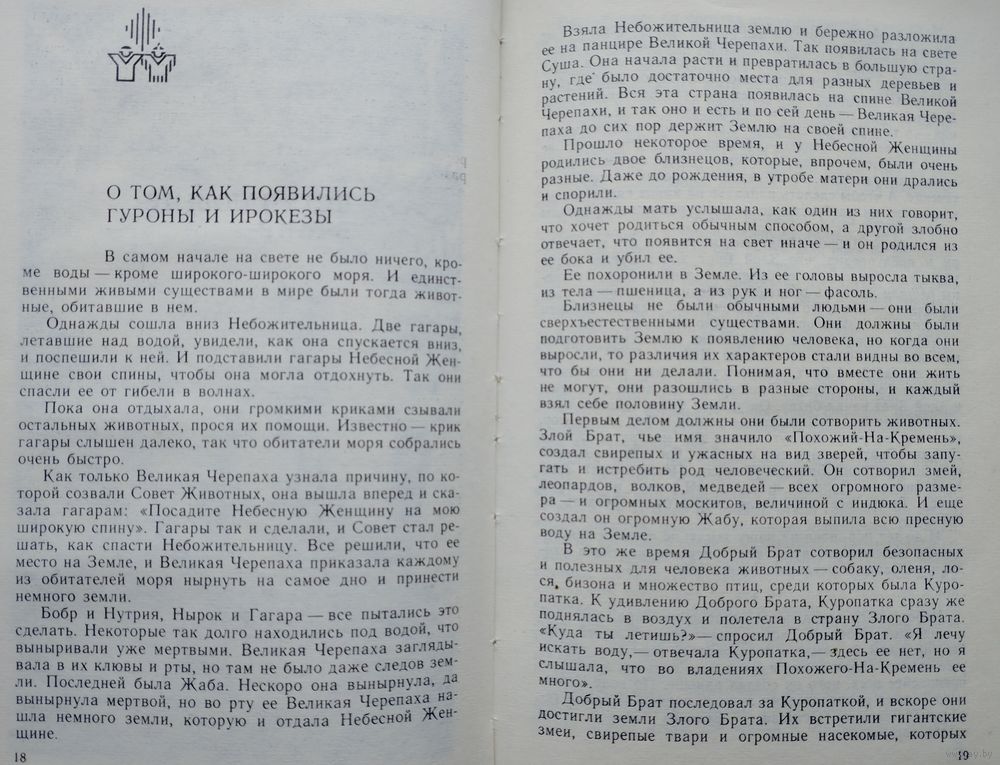 О ТОМ, КАК ПОЯВИЛИСЬ
ГУРОНЫ И ИРОКЕЗЫ
В самом начале на свете не было ничего, кро-
ме воды — кроме широкого-широкого моря. И единст-
венными живыми существами в мире были тогда живот-
ные, обитавшие в нем.
Однажды сошла вниз Небожительница. Две гагары,
летавшие над водой, увидели, как она спускается вниз,
и поспешили к ней. И подставили гагары Небесной Жен-
щине свои спины, чтобы она могла отдохнуть. Так они
спасли ее от гибели в волнах.
Пока она отдыхала, они громкими криками сзывали
остальных животных, прося их помощи. Известно — крик
гагары слышен далеко, так что обитатели моря собрались
очень быстро.
Как только Великая Черепаха узнала причину, по ко-
торой созвали Совет Животных, она вышла вперед и ска-
зала гагарам: «Посадите Небесную Женщину на мою
широкую спину». Гагары так и сделали, и Совет стал ре-
шать, как спасти Небожительницу. Все решили, что ее
место на Земле, и Великая Черепаха приказала каждому
из обитателей моря нырнуть на самое дно и принести
немного земли.
Бобр и Нутрия, Нырок и Гагара — все пытались это
сделать. Некоторые так долго находились под водой, что
выныривали уже мертвыми. Великая Черепаха загляды-
вала в их клювы и рты, но там не было даже следов зем-
ли. Последней была Жаба. Нескоро она вынырнула, да
вынырнула мертвой, но во рту ее Великая Черепаха на-
шла немного земли, которую и отдала Небесной Жен-
щине.
18
Взяла Небожительница землю и бережно разложила
ее на панцире Великой Черепахи. Так появилась на свете
Суша. Она начала расти и превратилась в большую стра-
ну, где было достаточно места для разных деревьев и
растений. Вся эта страна появилась на спине Великой
Черепахи, и так оно и есть и по сей день — Великая Чере-
паха до сих пор держит Землю на своей спине.
Прошло некоторое время, и у Небесной Женщины
родились двое близнецов, которые, впрочем, были очень
разные. Даже до рождения, в утробе матери они дрались
и спорили.
Однажды мать услышала, как один из них говорит,
что хочет родиться обычным способом, а другой злобно
отвечает, что появится на свет иначе — и он родился из
ее бока и убил ее.
Ее похоронили в Земле. Из ее головы выросла тыква,
из тела — пшеница, а из рук и ног — фасоль.
Близнецы не были обычными людьми — они были
сверхъестественными существами. Они должны были
подготовить Землю к появлению человека, но когда они
выросли, то различия их характеров стали видны во всем,
что бы они ни делали. Понимая, что вместе они жить
не могут, они разошлись в разные стороны, и каждый
взял себе половину Земли.
Первым делом должны они были сотворить животных.
Злой Брат, чье имя значило «Похожий-На-Кремень»,
создал свирепых и ужасных на вид зверей, чтобы запу-
гать и истребить род человеческий. Он сотворил змей,
леопардов, волков, медведей — всех огромного разме-
ра — и огромных москитов, величиной с индюка. И еще
создал он огромную Жабу, которая выпила всю пресную
воду на Земле.
В это же время Добрый Брат сотворил безопасных
и полезных для человека животных — собаку, оленя, ло-
ся, бизона и множество птиц, среди которых была Куро-
патка. К удивлению Доброго Брата, Куропатка сразу же
поднялась в воздух и полетела в страну Злого Брата.
«Куда ты летишь?» — спросил Добрый Брат. «Я лечу
искать воду, — отвечала Куропатка, — здесь ее нет, но я
слышала, что во владениях Похожего-На-Кремень ее
много».
Добрый Брат последовал за Куропаткой, и вскоре они
достигли земли Злого Брата. Их встретили гигантские
змеи, свирепые твари и огромные насекомые, которых
19